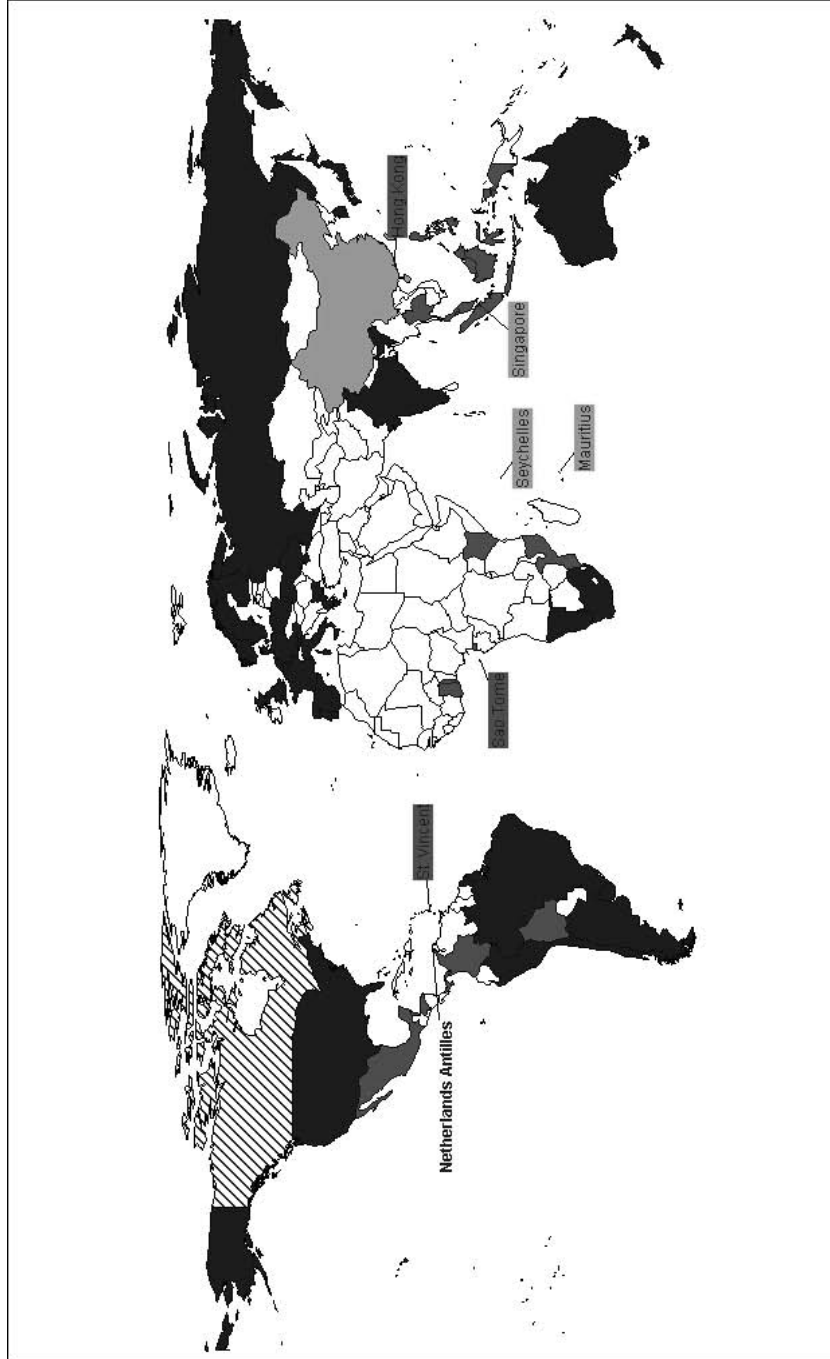 Hong Kong
Singapore
Seychelles
Mauritius
Sao Tome
St. Vincent
Netherlands Antilles